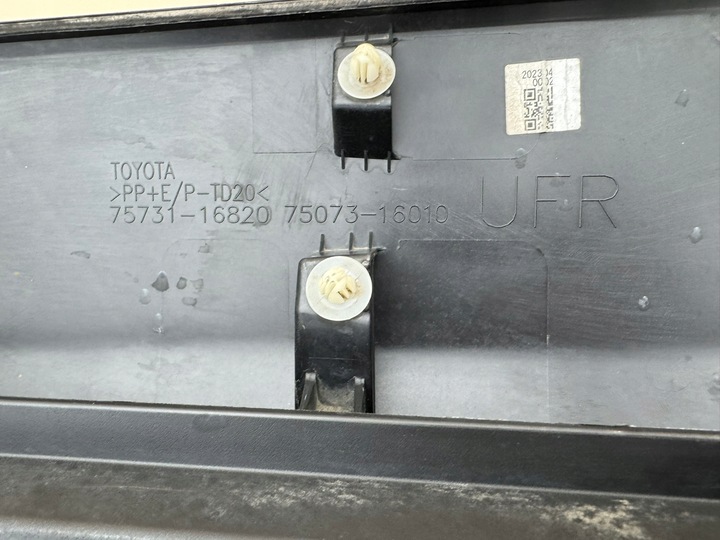 TOYOTA
>PP+E/P-TD20<
75731-16820 75073-16010 UFR